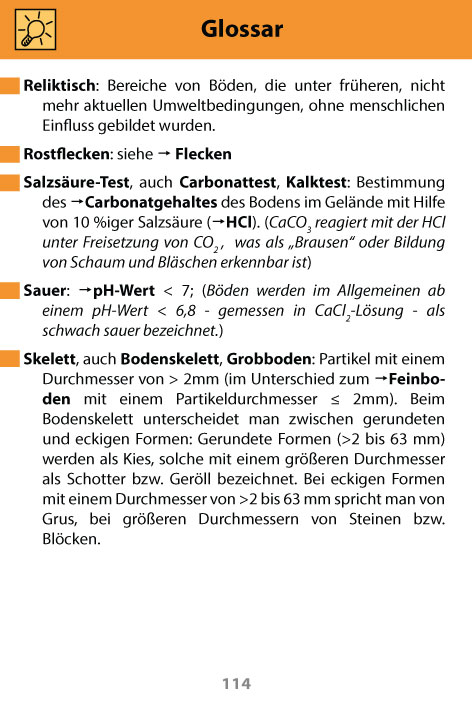 Glossar
Reliktisch: Bereiche von Böden, die unter früheren, nicht
mehr aktuellen Umweltbedingungen, ohne menschlichen
Einfluss gebildet wurden.
Rostflecken: siehe → Flecken
Salzsäure-Test, auch Carbonattest, Kalktest: Bestimmung
des →Carbonatgehaltes des Bodens im Gelände mit Hilfe
von 10 %iger Salzsäure (→HCl). (CaCO₃ reagiert mit der HCl
unter Freisetzung von CO₂ , was als „Brausen“ oder Bildung
von Schaum und Bläschen erkennbar ist)
Sauer: →pH-Wert < 7; (Böden werden im Allgemeinen ab
einem pH-Wert < 6,8 - gemessen in CaCl₂-Lösung - als
schwach sauer bezeichnet.)
Skelett, auch Bodenskelett, Grobboden: Partikel mit einem
Durchmesser von > 2mm (im Unterschied zum →Feinbo-
den mit einem Partikeldurchmesser ≤ 2mm). Beim
Bodenskelett unterscheidet man zwischen gerundeten
und eckigen Formen: Gerundete Formen (>2 bis 63 mm)
werden als Kies, solche mit einem größeren Durchmesser
als Schotter bzw. Geröll bezeichnet. Bei eckigen Formen
mit einem Durchmesser von >2 bis 63 mm spricht man von
Grus, bei größeren Durchmessern von Steinen bzw.
Blöcken.
114